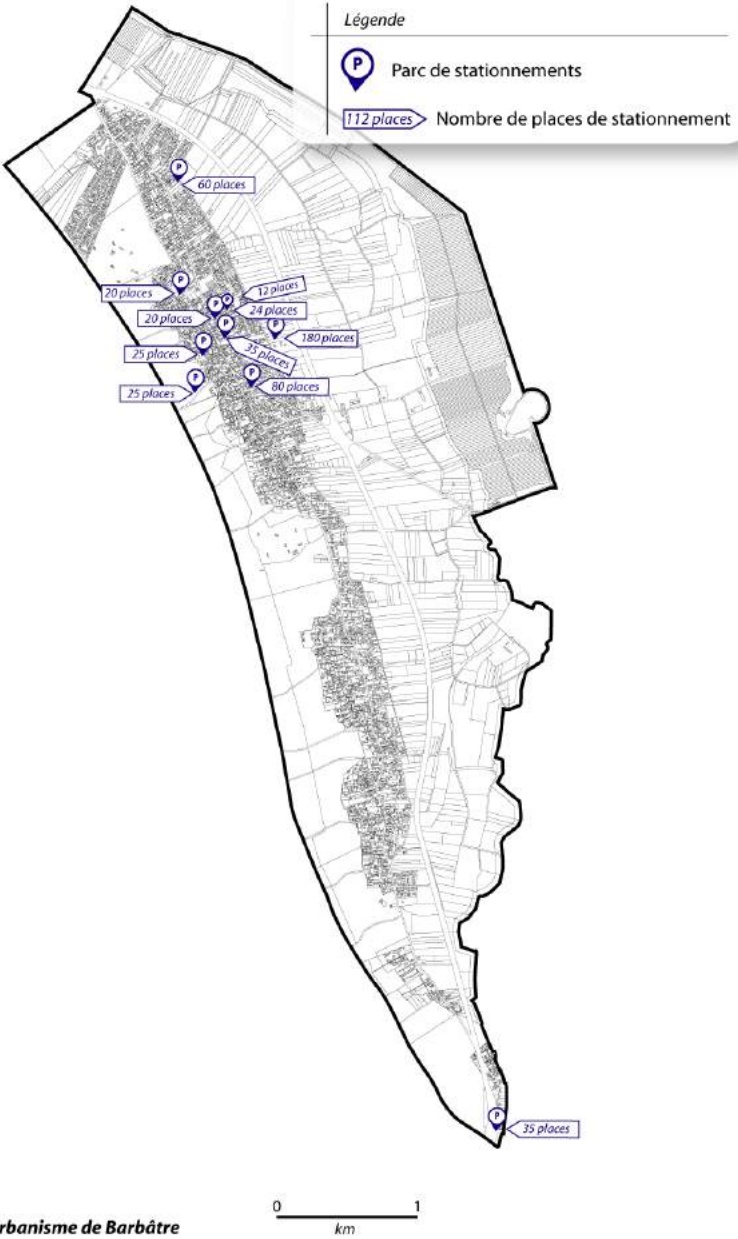 Légende
P Parc de stationnements
112 places Nombre de places de stationnement
P
60 places
P
20 places
12 places
P P
24 places
20 places
P P
180 places
35 places
P
25 places
P P
80 places
25 places
P
35 places
0 1
km
rbanisme de Barbâtre